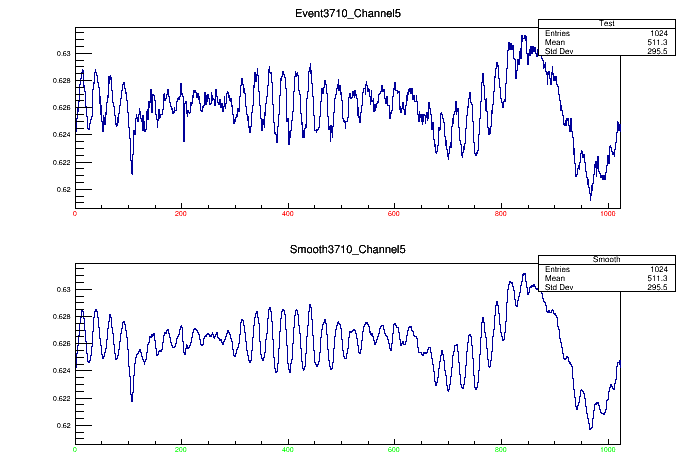 Event3710_Channel5
Test
Entries 1024
Mean 511.3
Std Dev 295.5
0.63
0.628
0.626
0.624
0.622
0.62
0 200 400 600 800 1000
Smooth3710_Channel5
Smooth
Entries 1024
Mean 511.3
Std Dev 295.5
0.63
0.628
0.626
0.624
0.622
0.62
0 200 400 600 800 1000